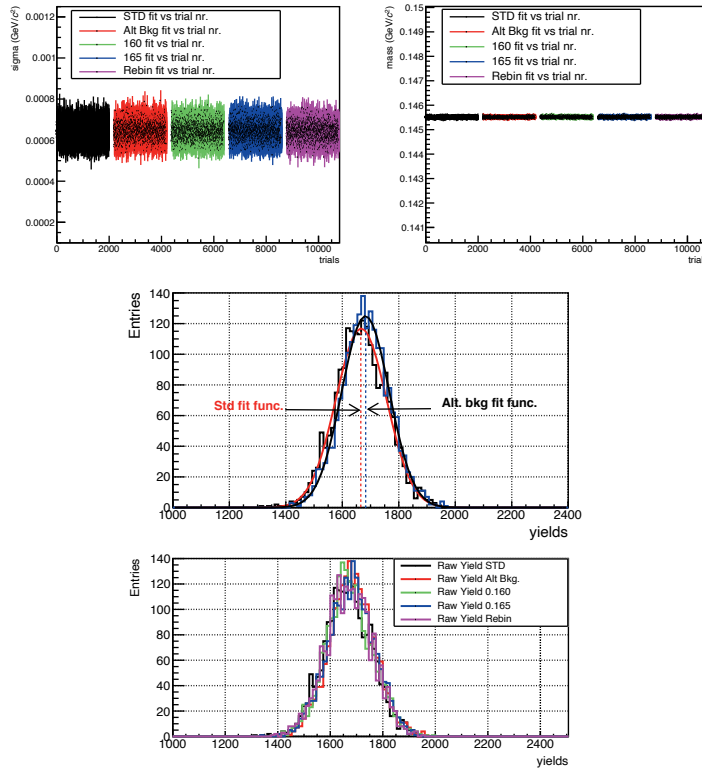 STD fit vs trial nr.
Alt Bkg fit vs trial nr.
160 fit vs trial nr.
165 fit vs trial nr.
Rebin fit vs trial nr.
sigma (GeV/c²)
0.0012
0.001
0.0008
0.0006
0.0004
0.0002
0 2000 4000 6000 8000 10000
trials
STD fit vs trial nr.
Alt Bkg fit vs trial nr.
160 fit vs trial nr.
165 fit vs trial nr.
Rebin fit vs trial nr.
mass (GeV/c²)
0.15
0.149
0.148
0.147
0.146
0.145
0.144
0.143
0.142
0.141
0 2000 4000 6000 8000 10000
trials
Entries
140
120
100
80
60
40
20
0
Std fit func.
Alt. bkg fit func.
1000 1200 1400 1600 1800 2000 2200 2400
yields
Entries
140
120
100
80
60
40
20
0
Raw Yield STD
Raw Yield Alt Bkg.
Raw Yield 0.160
Raw Yield 0.165
Raw Yield Rebin
1000 1200 1400 1600 1800 2000 2200 2400
yields